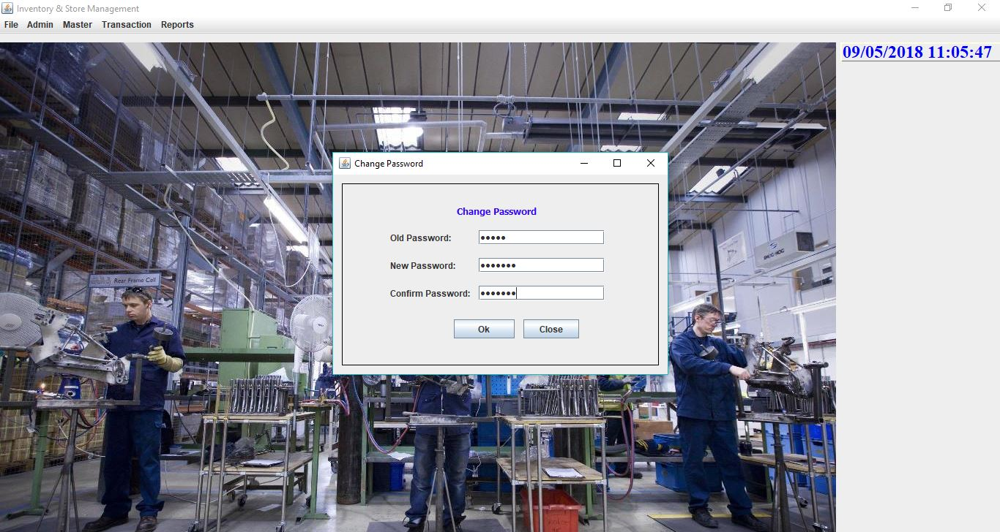 Inventory & Store Management
File Admin Master Transaction Reports
09/05/2018 11:05:47
Change Password
Change Password
Old Password: •••••
New Password: •••••••
Confirm Password: •••••••
Ok Close
Rear Frame Cell